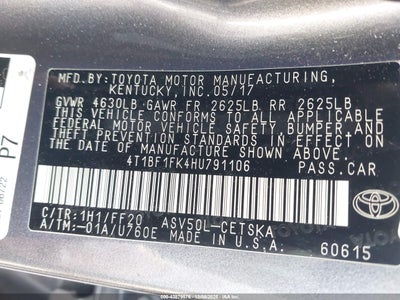 MFD.BY:TOYOTA MOTOR MANUFACTURING,
KENTUCKY,INC.05/17
GVWR 4630LB GAWR FR 2625LB RR 2625LB
THIS VEHICLE CONFORMS TO ALL APPLICABLE
FEDERAL MOTOR VEHICLE SAFETY,BUMPER,AND
THEFT PREVENTION STANDARDS IN EFFECT ON
THE DATE OF MANUFACTURE SHOWN ABOVE.
4T1BF1FK4HU791106 PASS.CAR
C/TR:1H1/FF20 ASV50L-CETSKA
A/TM:-01A/U760E MADE IN U.S.A.
TOYOTA
60615
P7